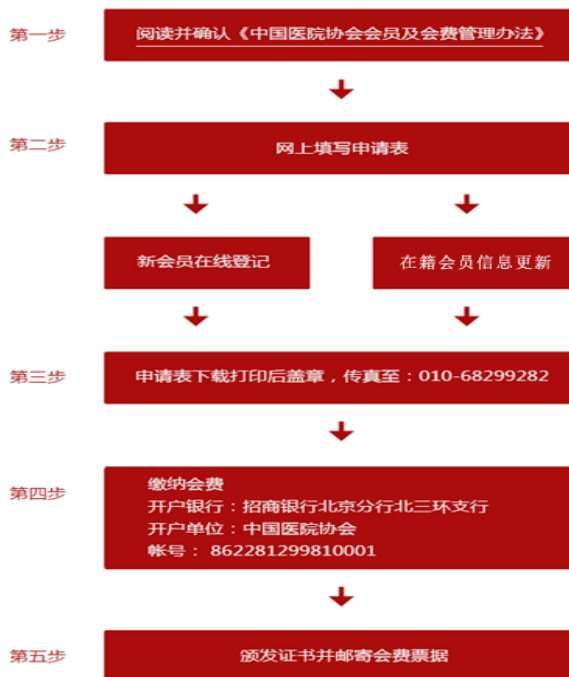 第一步
阅读并确认《中国医院协会会员及会费管理办法》
第二步
网上填写申请表
新会员在线登记
在籍会员信息更新
第三步
申请表下载打印后盖章，传真至：010-68299282
第四步
缴纳会费
开户银行：招商银行北京分行北三环支行
开户单位：中国医院协会
帐号： 862281299810001
第五步
颁发证书并邮寄会费票据